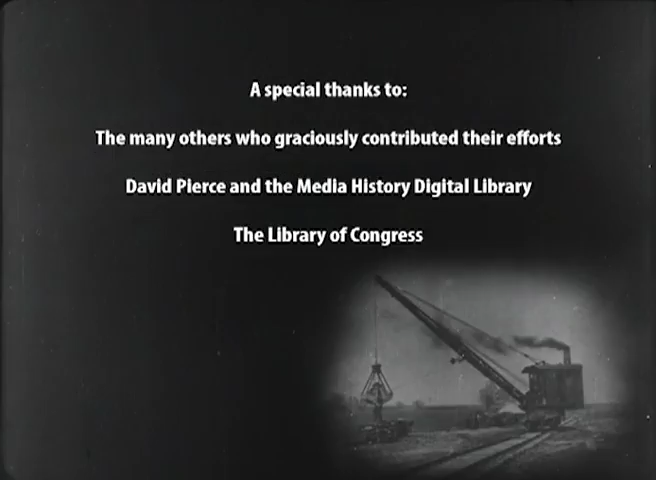 A special thanks to:
The many others who graciously contributed their efforts
David Pierce and the Media History Digital Library
The Library of Congress